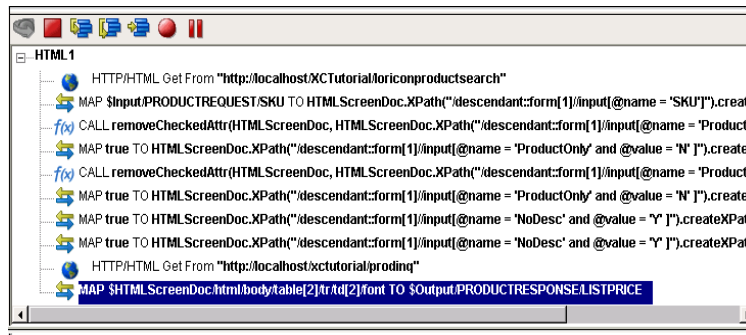 HTML1
HTTP/HTML Get From "http://localhost/XCTutorial/loriconproductsearch"
MAP $Input/PRODUCTREQUEST/SKU TO HTMLScreenDoc.XPath("/descendant::form[1]//input[@name = 'SKU']").creat
f(x) CALL removeCheckedAttr(HTMLScreenDoc, HTMLScreenDoc.XPath("/descendant::form[1]//input[@name = 'Product
MAP true TO HTMLScreenDoc.XPath("/descendant::form[1]//input[@name = 'ProductOnly' and @value = 'N' ]").create
f(x) CALL removeCheckedAttr(HTMLScreenDoc, HTMLScreenDoc.XPath("/descendant::form[1]//input[@name = 'Product
MAP true TO HTMLScreenDoc.XPath("/descendant::form[1]//input[@name = 'ProductOnly' and @value = 'N' ]").create
MAP true TO HTMLScreenDoc.XPath("/descendant::form[1]//input[@name = 'NoDesc' and @value = 'Y' ]").createXPa
MAP true TO HTMLScreenDoc.XPath("/descendant::form[1]//input[@name = 'NoDesc' and @value = 'Y' ]").createXPat
HTTP/HTML Get From "http://localhost/xctutorial/prodinq"
MAP $HTMLScreenDoc/html/body/table[2]/tr/td[2]/font TO $Output/PRODUCTRESPONSE/LISTPRICE